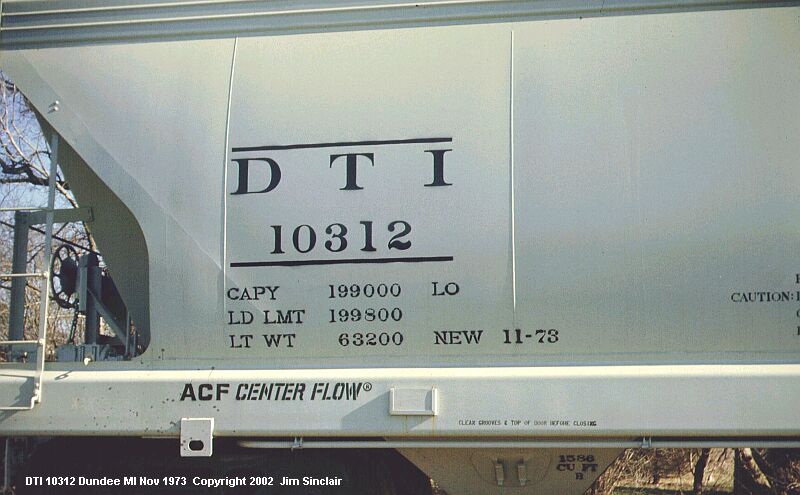 D T I
10312
CAPY 199000 LO
LD LMT 199800
LT WT 63200 NEW 11-73
CAUTION:
ACF CENTER FLOW®
CLEAN GROOVES & TOP OF DOOR BEFORE CLOSING
1586
CU FT
B
DTI 10312 Dundee MI Nov 1973 Copyright 2002 Jim Sinclair